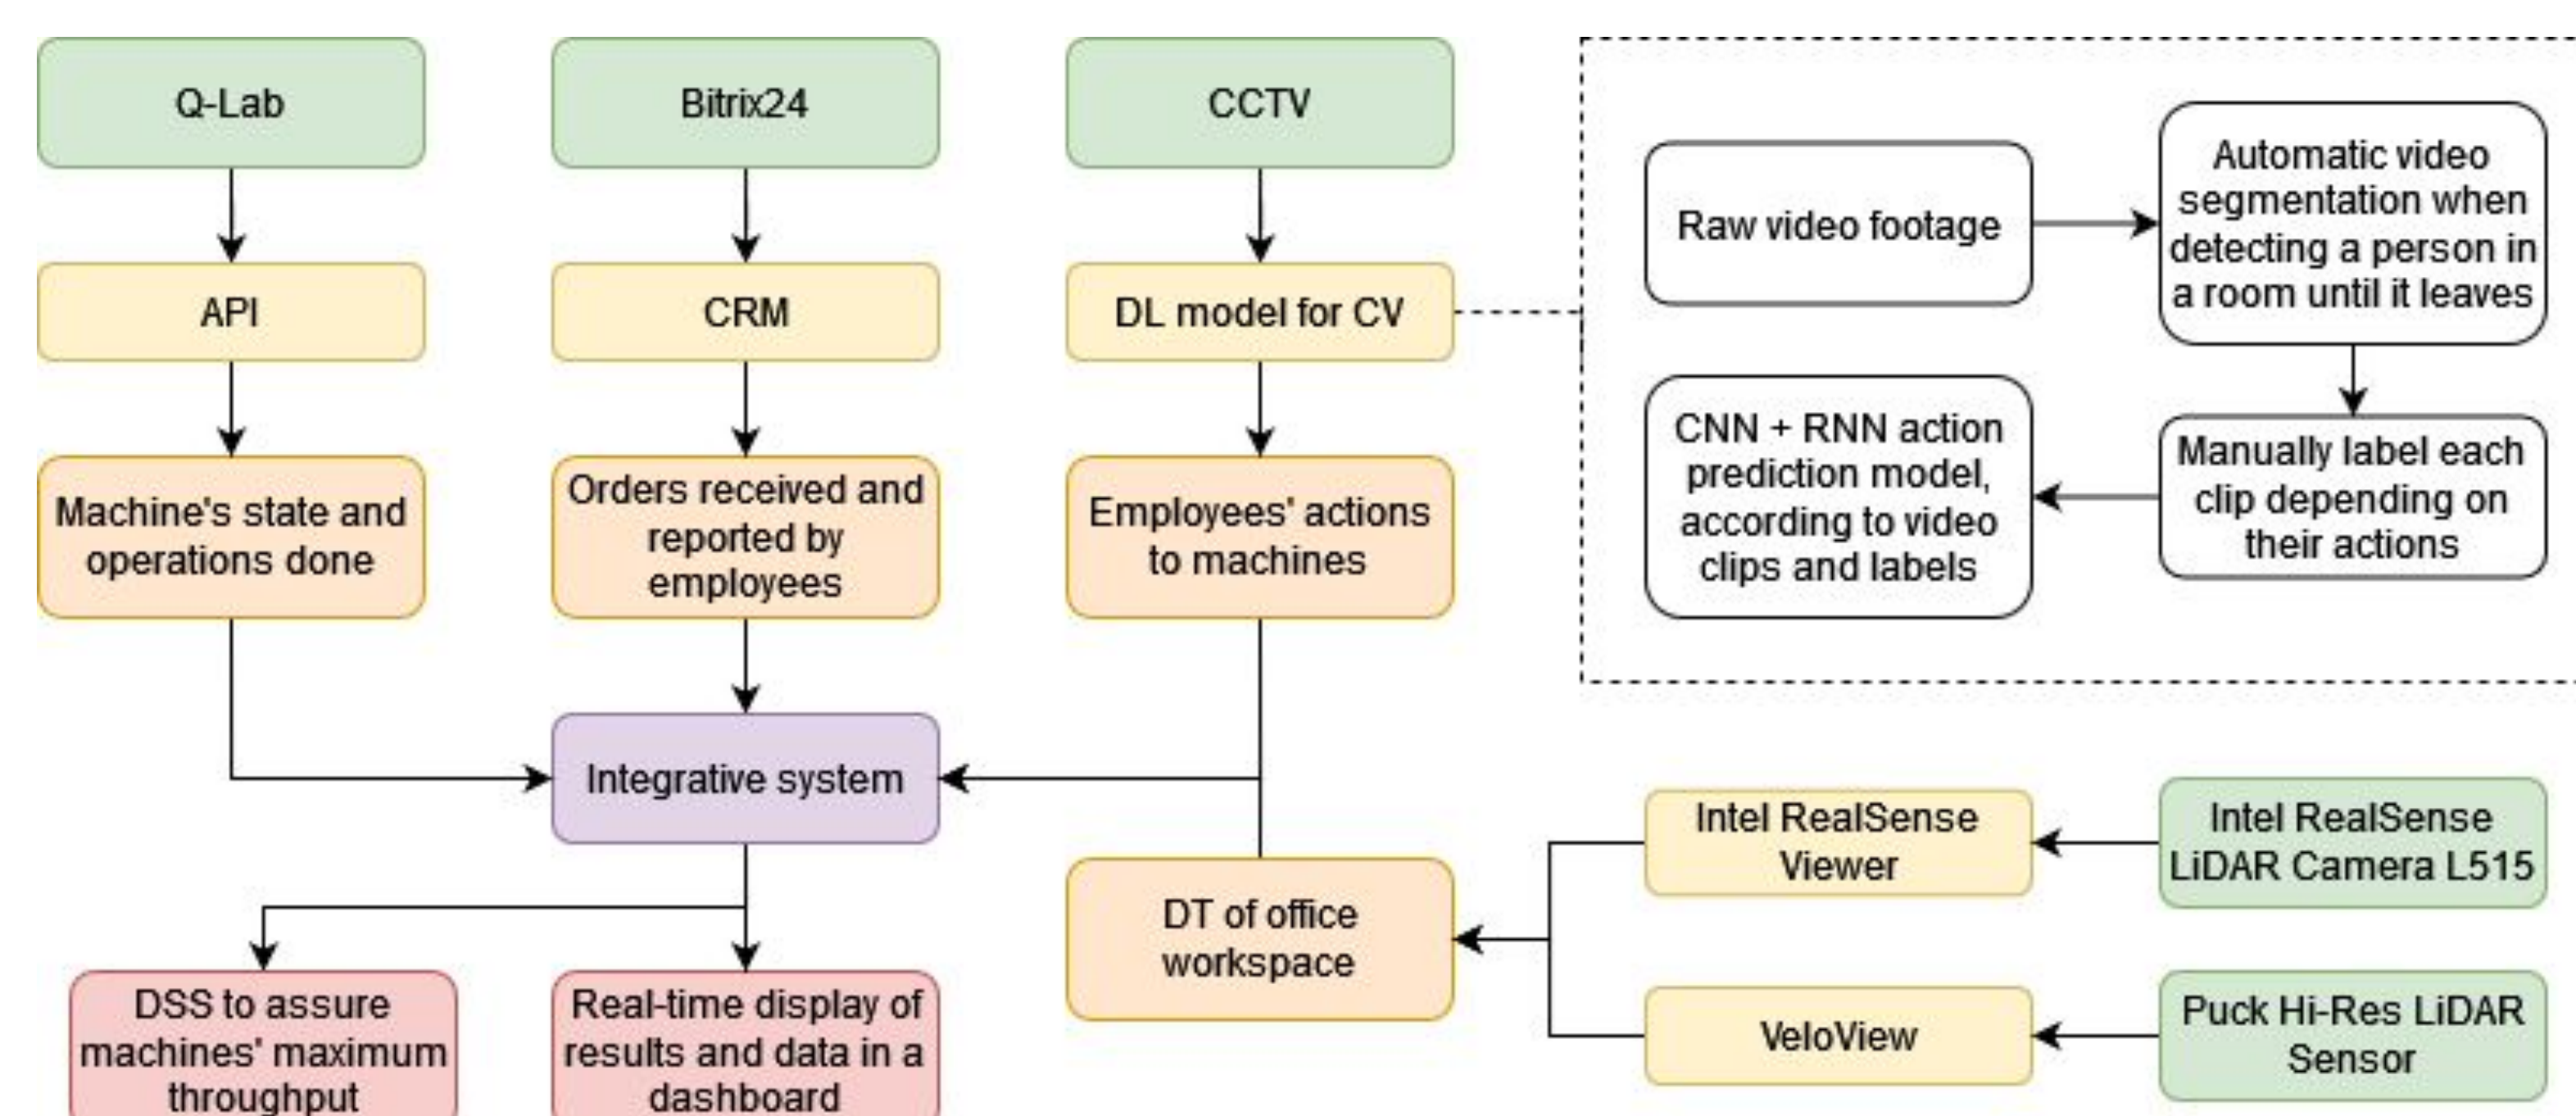 Q-Lab
Bitrix24
CCTV
API
CRM
DL model for CV
Machine's state and
operations done
Orders received and
reported by
employees
Employees' actions
to machines
Raw video footage
Automatic video
segmentation when
detecting a person in
a room until it leaves
Manually label each
clip depending on
their actions
CNN + RNN action
prediction model,
according to video
clips and labels
Integrative system
DT of office
workspace
Intel RealSense
Viewer
Intel RealSense
LiDAR Camera L515
VeloView
Puck Hi-Res LiDAR
Sensor
DSS to assure
machines' maximum
throughput
Real-time display of
results and data in a
dashboard